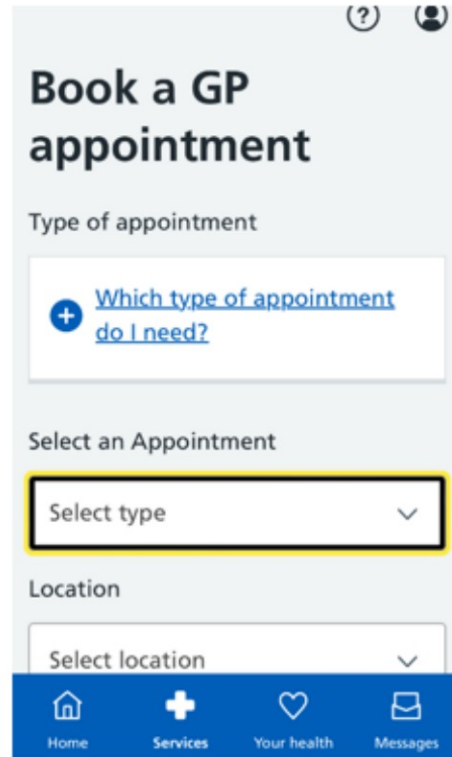 Book a GP
appointment
Type of appointment
Which type of appointment
do I need?
Select an Appointment
Select type
Location
Select location
Home Services Your health Messages